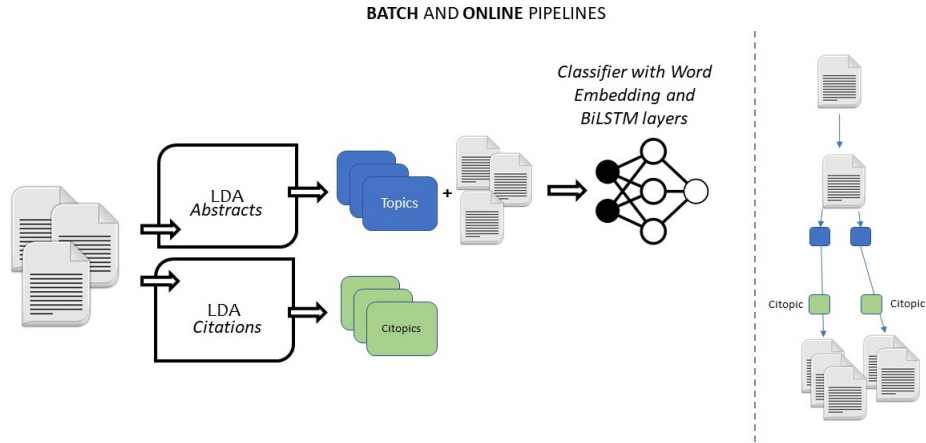 BATCH AND ONLINE PIPELINES
Classifier with Word
Embedding and
BiLSTM layers
LDA
Abstracts
Topics
+
LDA
Citations
Citopics
Citopic
Citopic